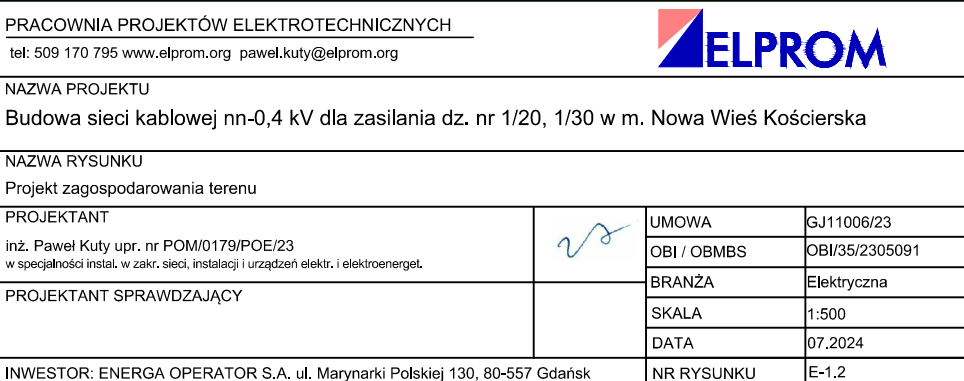 PRACOWNIA PROJEKTÓW ELEKTROTECHNICZNYCH
tel: 509 170 795 www.elprom.org pawel.kuty@elprom.org
ELPROM
NAZWA PROJEKTU
Budowa sieci kablowej nn-0,4 kV dla zasilania dz. nr 1/20, 1/30 w m. Nowa Wieś Kościerska
NAZWA RYSUNKU
Projekt zagospodarowania terenu
PROJEKTANT
inż. Paweł Kuty upr. nr POM/0179/POE/23
w specjalności instal. w zakr. sieci, instalacji i urządzeń elektr. i elektroenerget.
PROJEKTANT SPRAWDZAJĄCY
UMOWA GJ11006/23
OBI / OBMBS OBI/35/2305091
BRANŻA Elektryczna
SKALA 1:500
DATA 07.2024
INWESTOR: ENERGA OPERATOR S.A. ul. Marynarki Polskiej 130, 80-557 Gdańsk
NR RYSUNKU E-1.2